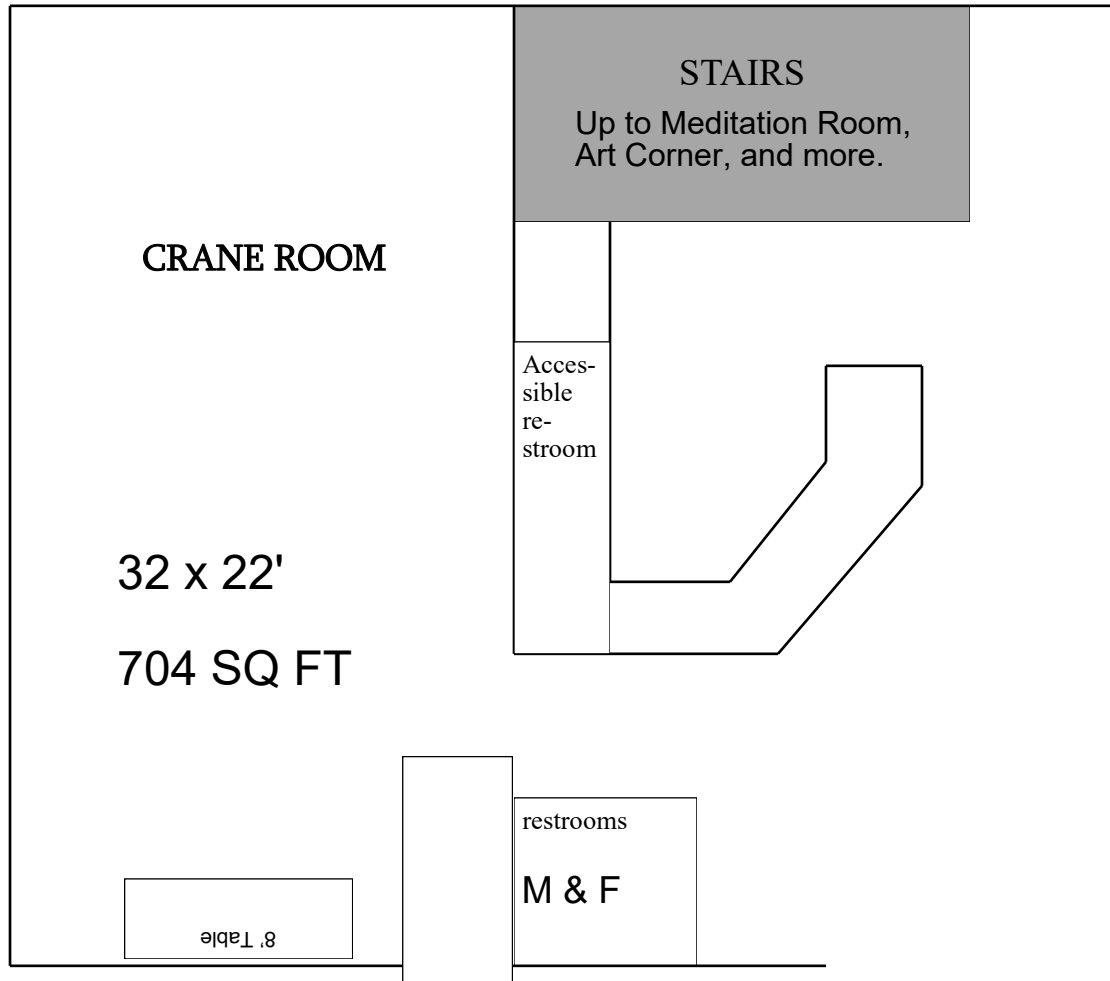 STAIRS
Up to Meditation Room,
Art Corner, and more.
CRANE ROOM
Acces-
sible
re-
stroom
32 x 22'
704 SQ FT
restrooms
M & F
8' Table